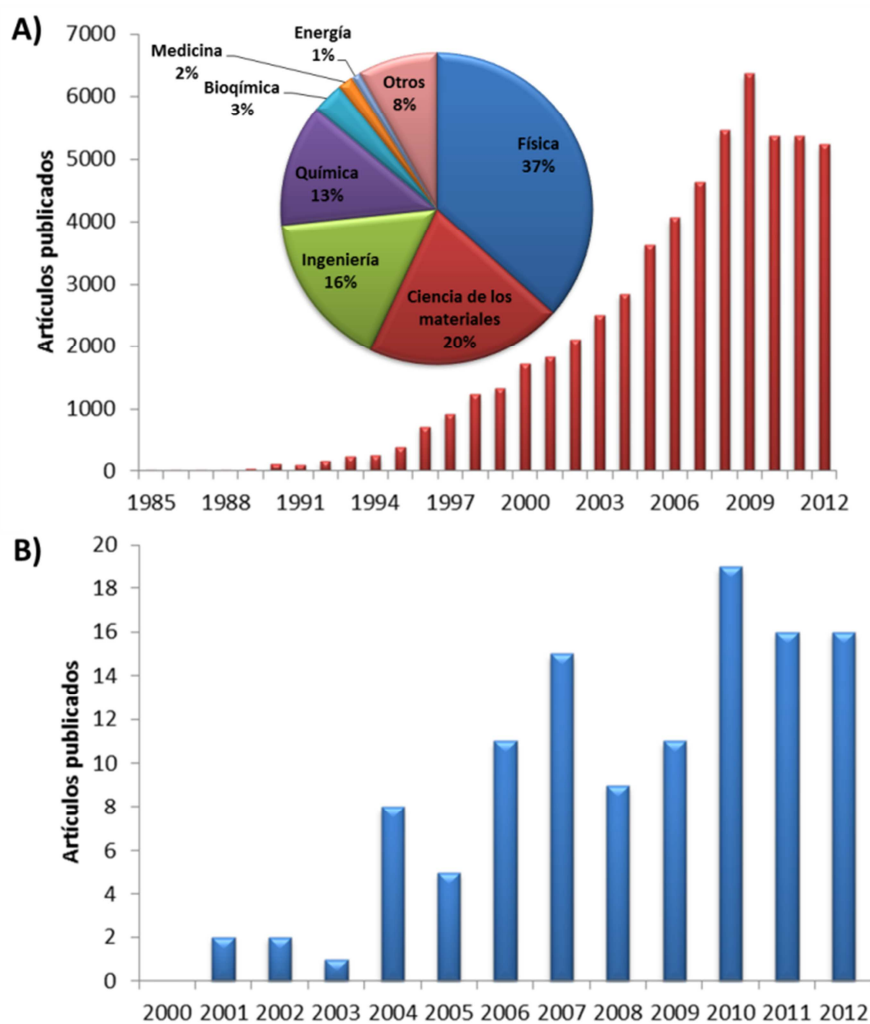 A)
Artículos publicados
7000
6000
5000
4000
3000
2000
1000
0
Energía
1%
Medicina
2%
Bioqímica
3%
Otros
8%
Física
37%
Química
13%
Ingeniería
16%
Ciencia de los
materiales
20%
1985 1988 1991 1994 1997 2000 2003 2006 2009 2012
B)
Artículos publicados
20
18
16
14
12
10
8
6
4
2
0
2000 2001 2002 2003 2004 2005 2006 2007 2008 2009 2010 2011 2012